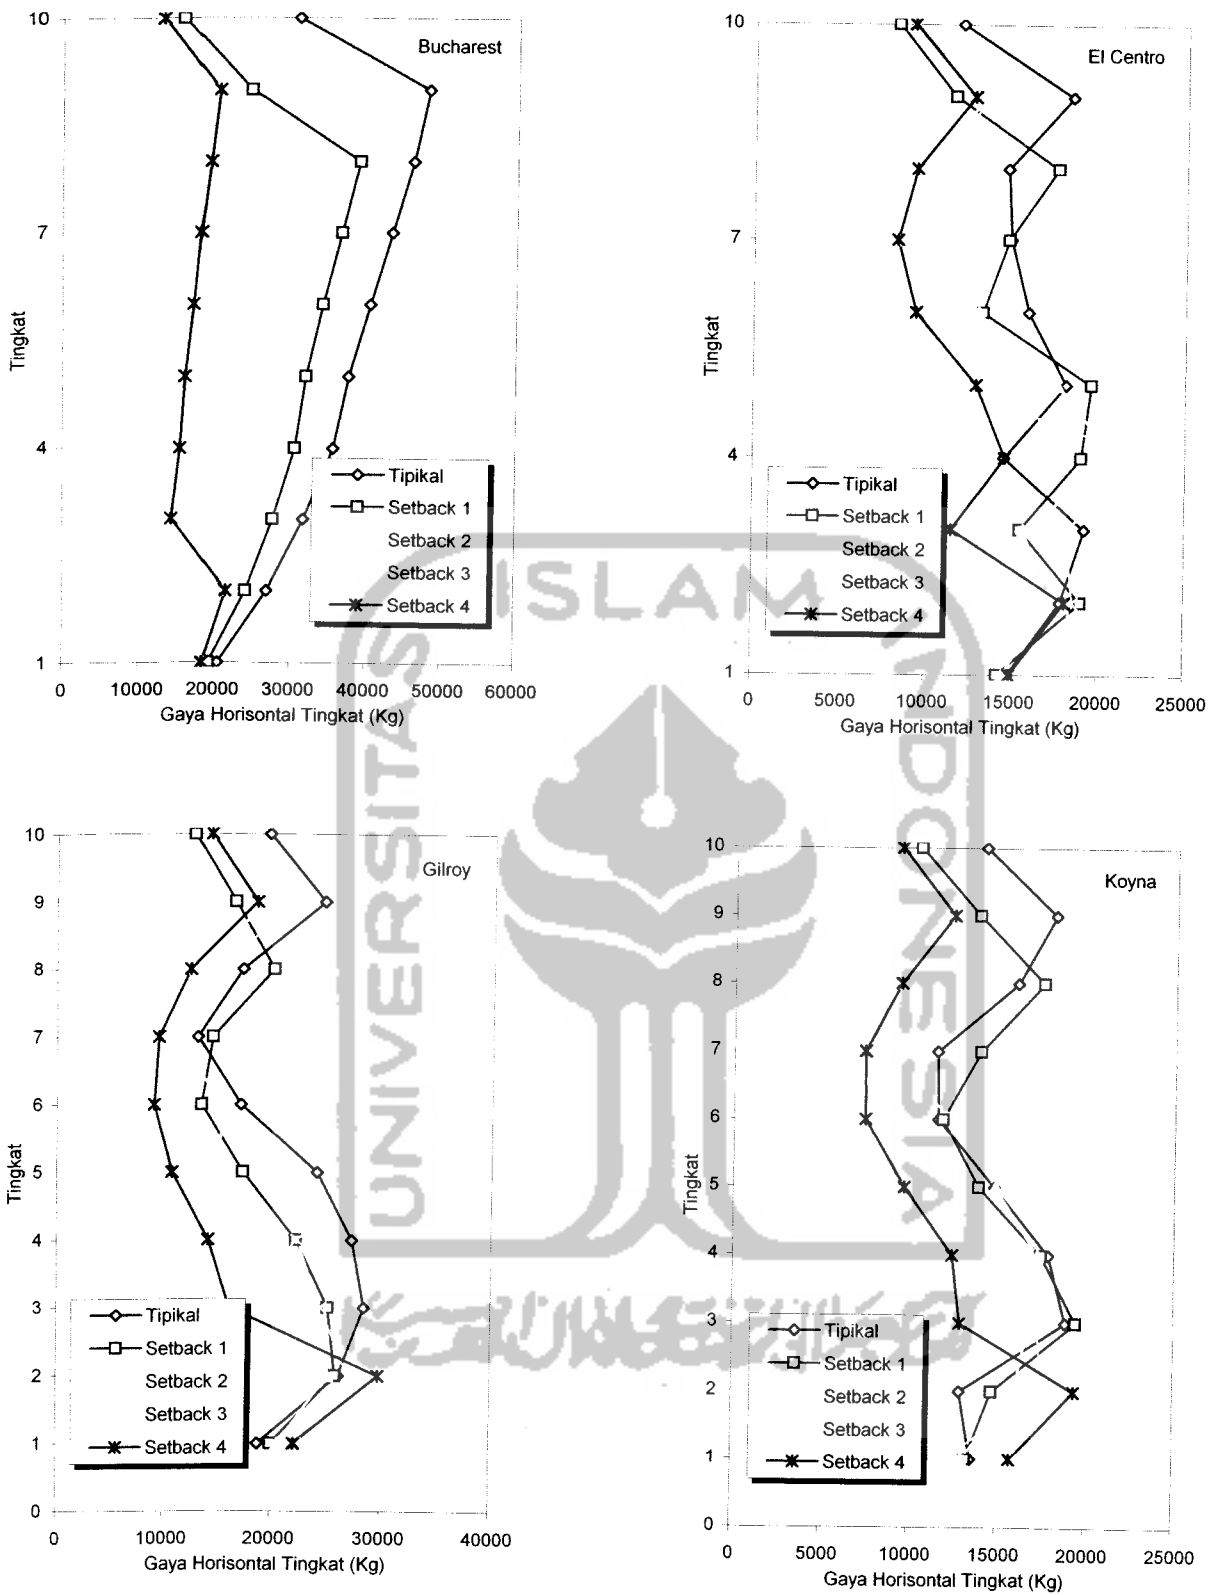 Bucharest
10
7
4
1
Tingkat
Tipikal
Setback 1
Setback 2
Setback 3
Setback 4
0 10000 20000 30000 40000 50000 60000
Gaya Horisontal Tingkat (Kg)
El Centro
10
7
4
1
Tingkat
Tipikal
Setback 1
Setback 2
Setback 3
Setback 4
0 5000 10000 15000 20000 25000
Gaya Horisontal Tingkat (Kg)
Gilroy
10
9
8
7
6
5
4
3
2
1
0
Tingkat
Tipikal
Setback 1
Setback 2
Setback 3
Setback 4
0 10000 20000 30000 40000
Gaya Horisontal Tingkat (Kg)
Koyna
10
9
8
7
6
5
4
3
2
1
0
Tingkat
Tipikal
Setback 1
Setback 2
Setback 3
Setback 4
0 5000 10000 15000 20000 25000
Gaya Horisontal Tingkat (Kg)
UNIVERSITAS
ISLAM
INDONESIA